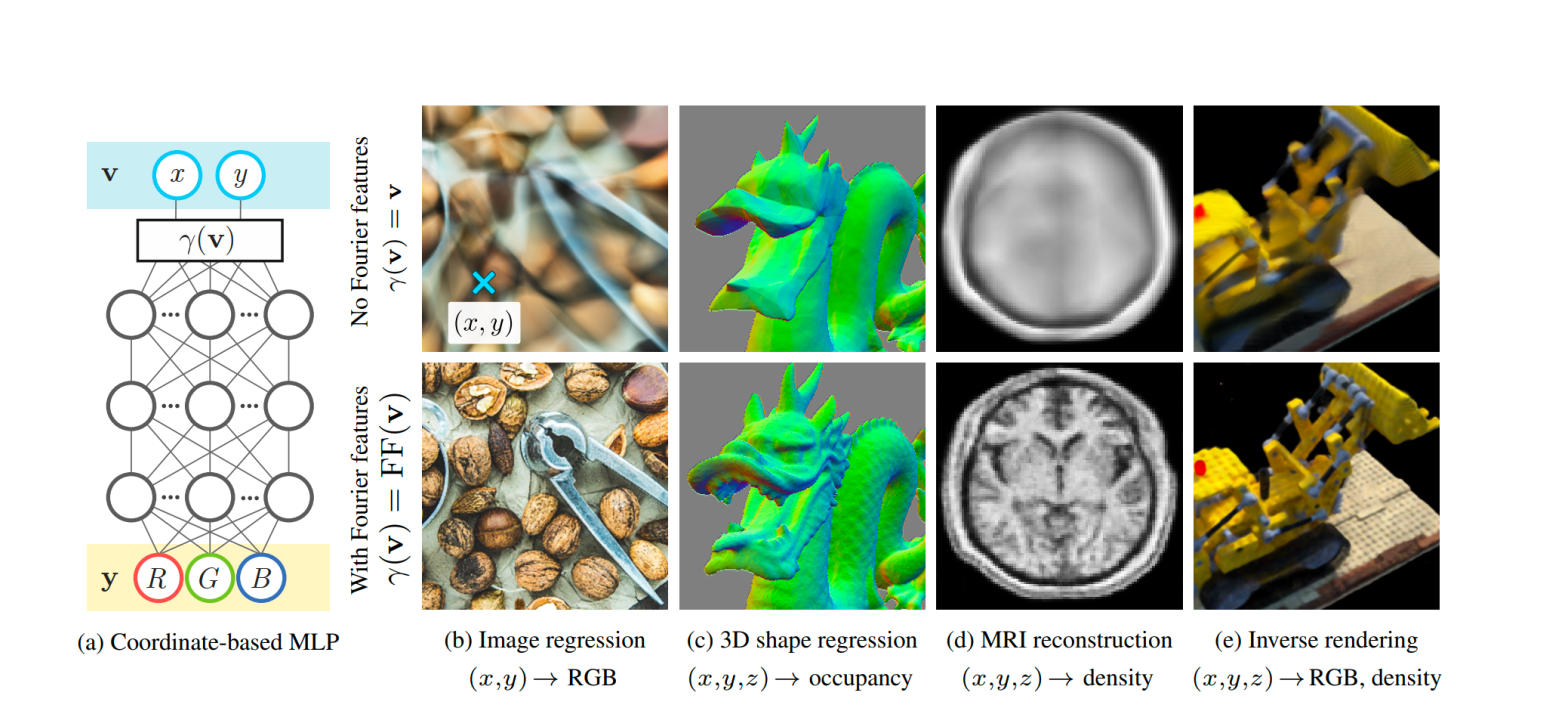 v
x
y
γ(v)
...
...
...
...
...
...
y
R
G
B
(a) Coordinate-based MLP
No Fourier features
γ(v) = v
With Fourier features
γ(v) = FF(v)
(x, y)
(b) Image regression
(x,y) → RGB
(c) 3D shape regression
(x,y,z) → occupancy
(d) MRI reconstruction
(x,y,z) → density
(e) Inverse rendering
(x,y,z) → RGB, density